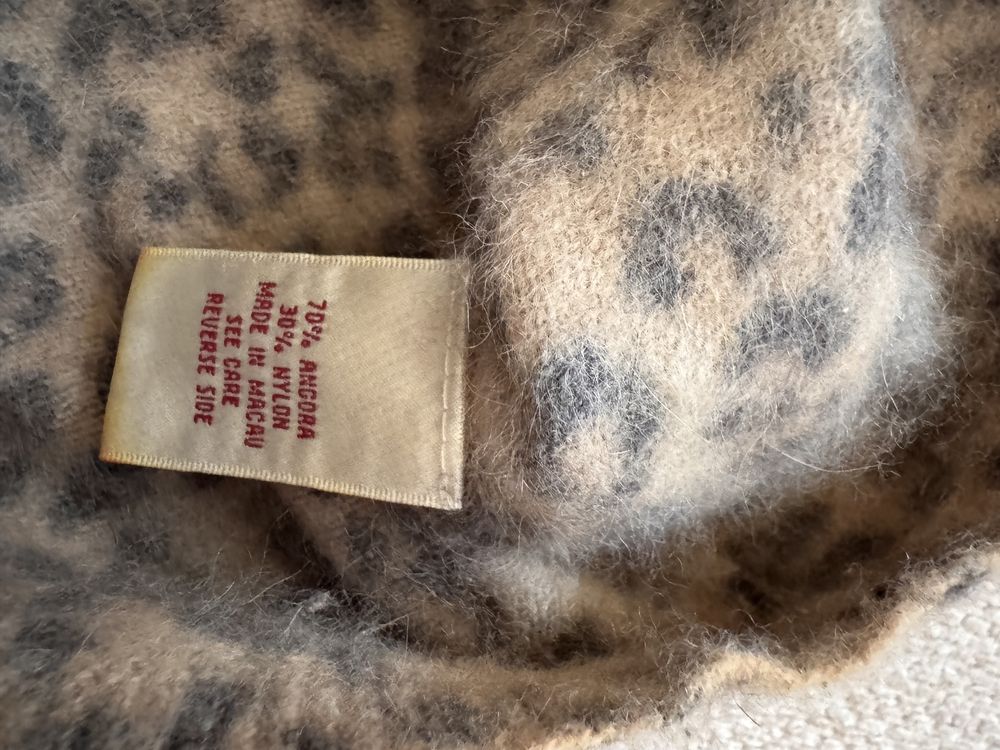 70% ANGORA
30% NYLON
MADE IN MACAU
SEE CARE
REVERSE SIDE